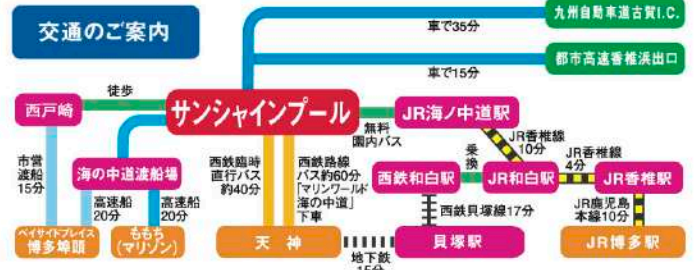 交通のご案内
車で35分
九州自動車道古賀I.C.
車で15分
都市高速香椎浜出口
西戸崎
徒歩
サンシャインプール
無料
園内バス
JR海ノ中道駅
JR香椎線
10分
JR香椎線
4分
市営
渡船
15分
海の中道渡船場
西鉄臨時
直行バス
約40分
西鉄路線
バス約60分
「マリンワールド
海の中道」
下車
西鉄和白駅
乗換
JR和白駅
JR香椎駅
高速船
20分
高速船
20分
西鉄貝塚線17分
JR鹿児島
本線10分
ベイサイドプレイス
博多埠頭
ももち
(マリゾン)
天神
地下鉄
15分
貝塚駅
JR博多駅